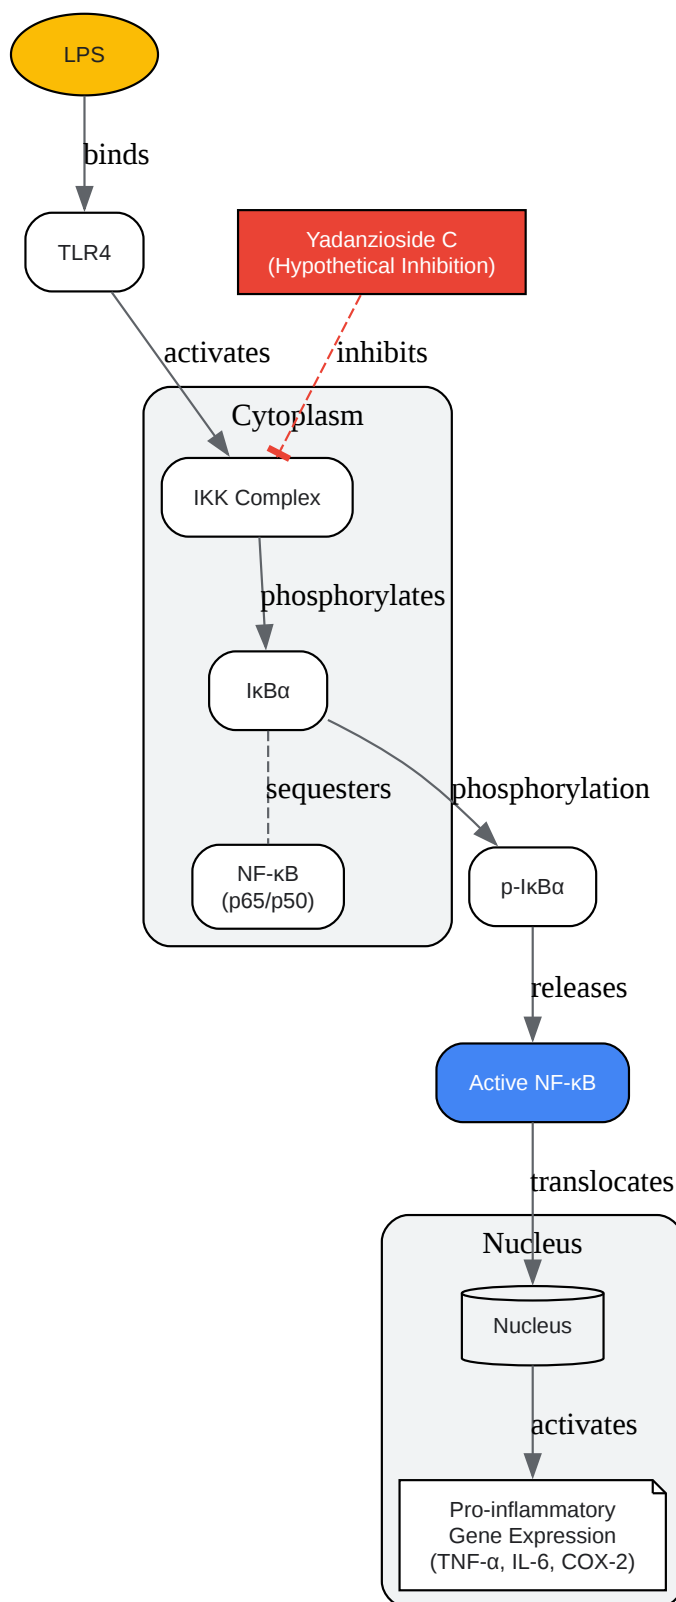 LPS
binds
TLR4
Yadanzioside C
(Hypothetical Inhibition)
activates
inhibits
Cytoplasm
IKK Complex
phosphorylates
IκBα
sequesters
phosphorylation
NF-κB
(p65/p50)
p-IκBα
releases
Active NF-κB
translocates
Nucleus
Nucleus
activates
Pro-inflammatory
Gene Expression
(TNF-α, IL-6, COX-2)